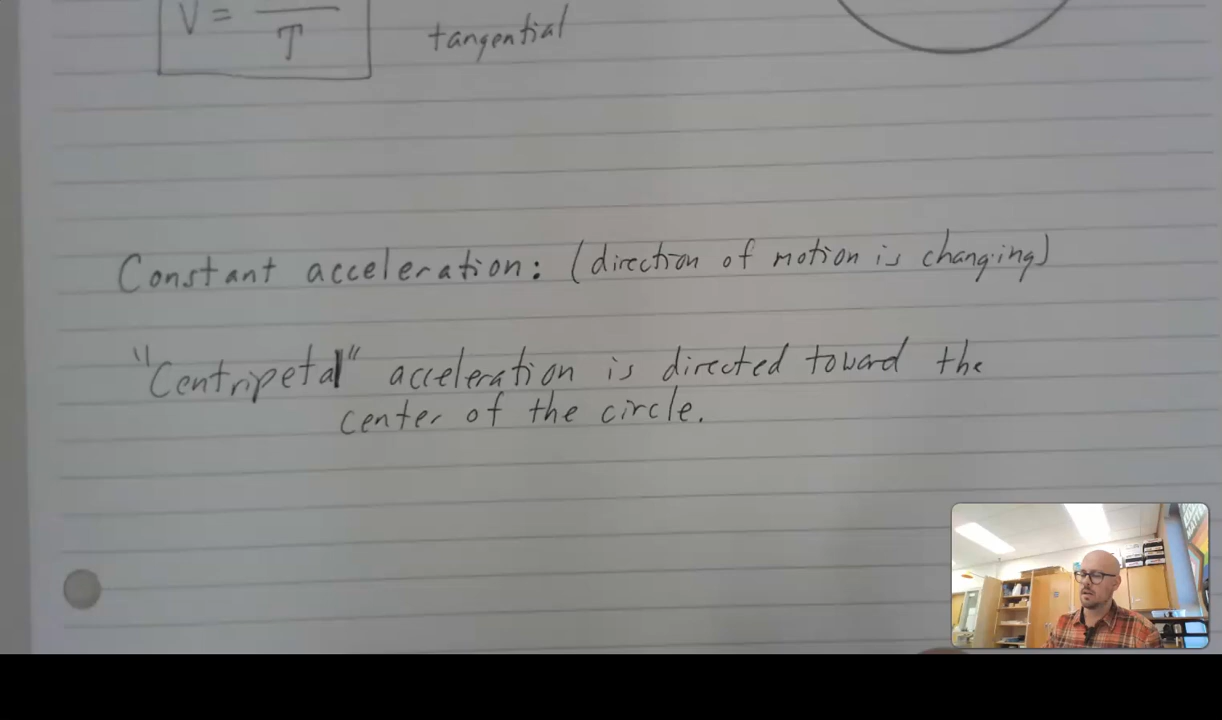 V = —
T
tangential
Constant acceleration: (direction of motion is changing)
"Centripetal" acceleration is directed toward the
center of the circle.